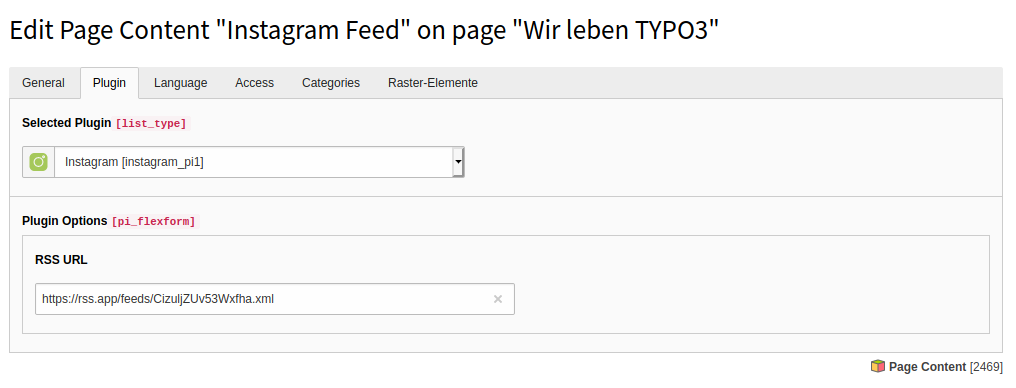 Edit Page Content "Instagram Feed" on page "Wir leben TYPO3"
General Plugin Language Access Categories Raster-Elemente
Selected Plugin [list_type]
Instagram [instagram_pi1]
Plugin Options [pi_flexform]
RSS URL
https://rss.app/feeds/CizuljZUv53Wxfha.xml
Page Content [2469]